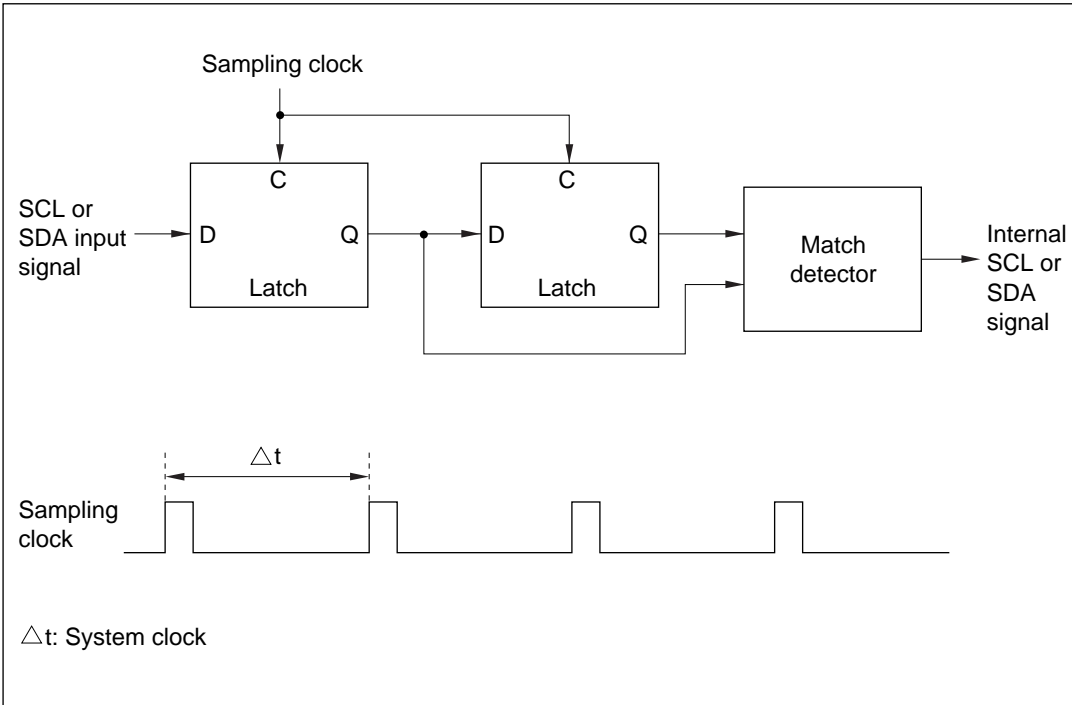 Sampling clock
C
C
SCL or
SDA input
signal
D
Q
D
Q
Latch
Latch
Match
detector
Internal
SCL or
SDA
signal
△t
Sampling
clock
△t: System clock